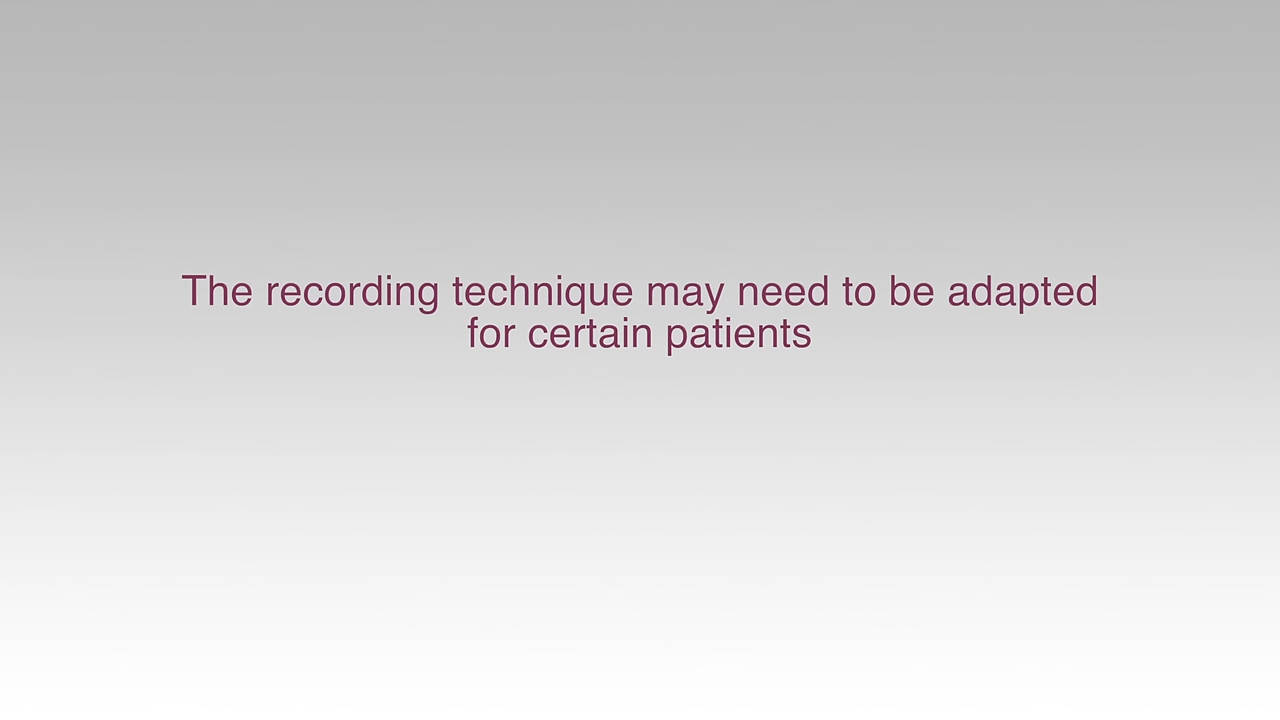 The recording technique may need to be adapted
for certain patients